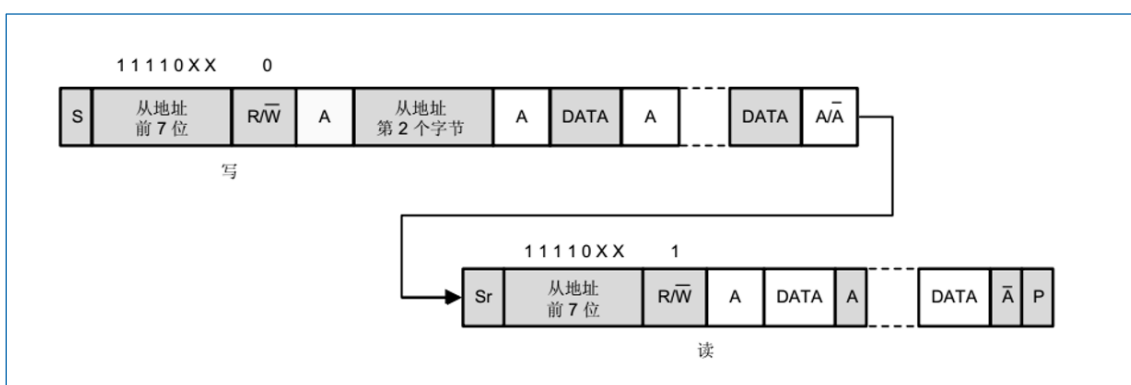 11110XX 0
S 从地址 前7位 R/W̅ A 从地址 第2个字节 A DATA A DATA A/A̅
写
11110XX 1
Sr 从地址 前7位 R/W̅ A DATA A DATA A̅ P
读